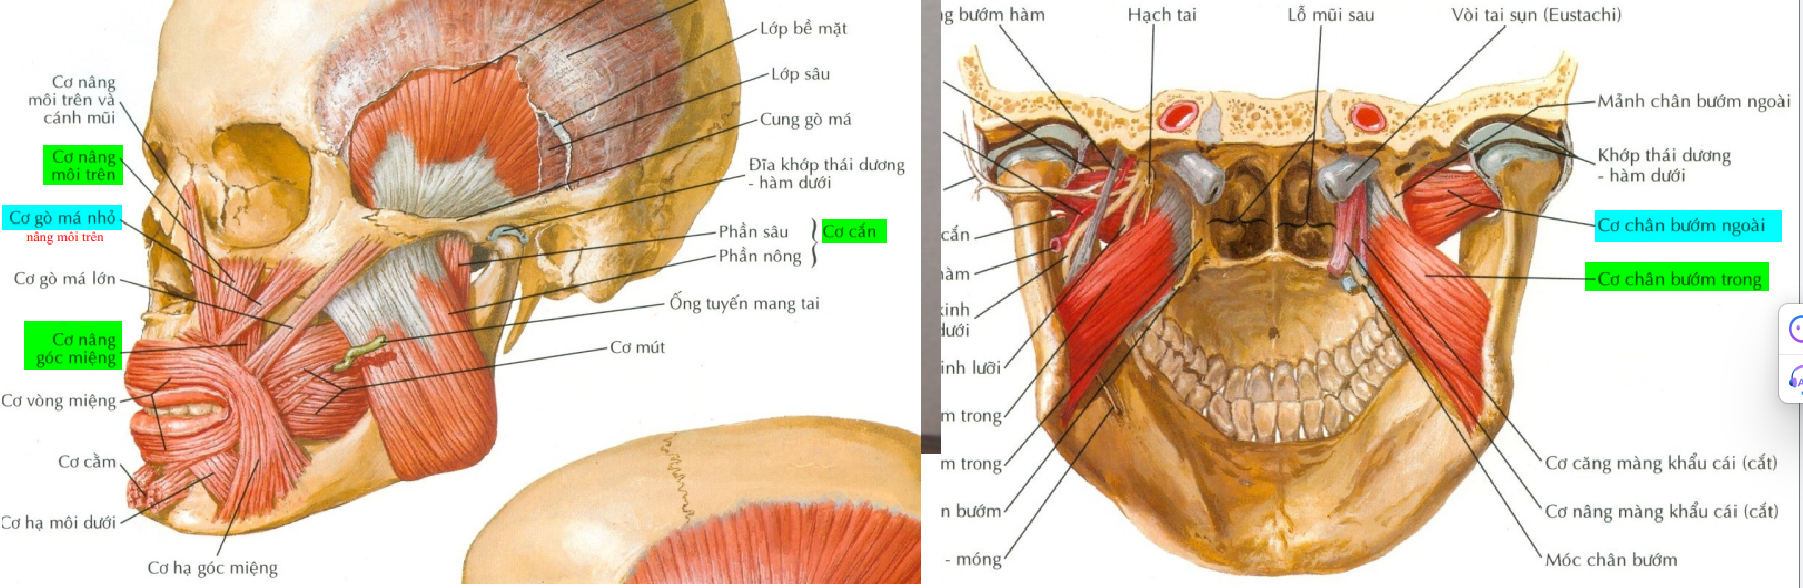 Cơ nâng
môi trên và
cánh mũi
Cơ nâng
môi trên
Cơ gò má nhỏ
nâng môi trên
Cơ gò má lớn
Cơ nâng
góc miệng
Cơ vòng miệng
Cơ cằm
Cơ hạ môi dưới
Cơ hạ góc miệng
Lớp bề mặt
Lớp sâu
Cung gò má
Đĩa khớp thái dương
- hàm dưới
Phần sâu
Phần nông
Cơ cắn
Ống tuyến mang tai
Cơ mút
bướm hàm
Hạch tai
Lỗ mũi sau
Vòi tai sụn (Eustachi)
cắn
trong
trong
bướm
- móng
lưỡi
Mảnh chân bướm ngoài
Khớp thái dương
- hàm dưới
Cơ chân bướm ngoài
Cơ chân bướm trong
Cơ căng màng khẩu cái (cắt)
Cơ nâng màng khẩu cái (cắt)
Móc chân bướm